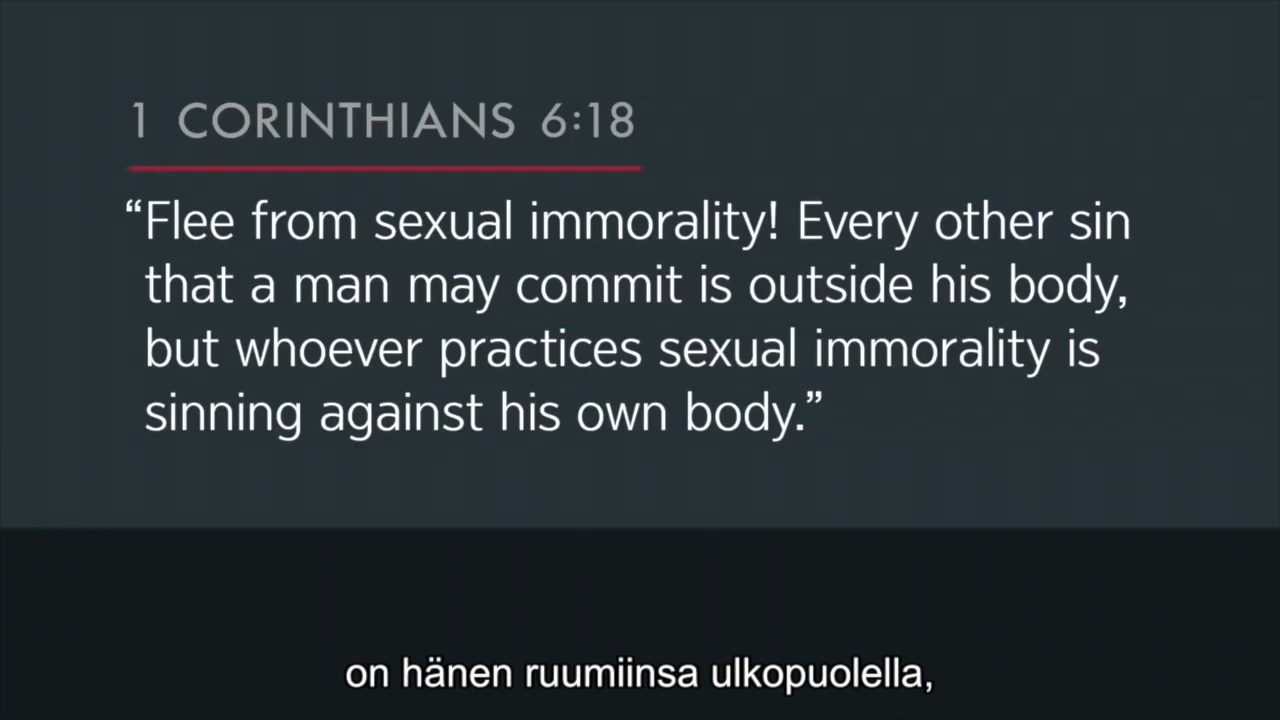 1 CORINTHIANS 6:18
“Flee from sexual immorality! Every other sin
that a man may commit is outside his body,
but whoever practices sexual immorality is
sinning against his own body.”
on hänen ruumiinsa ulkopuolella,